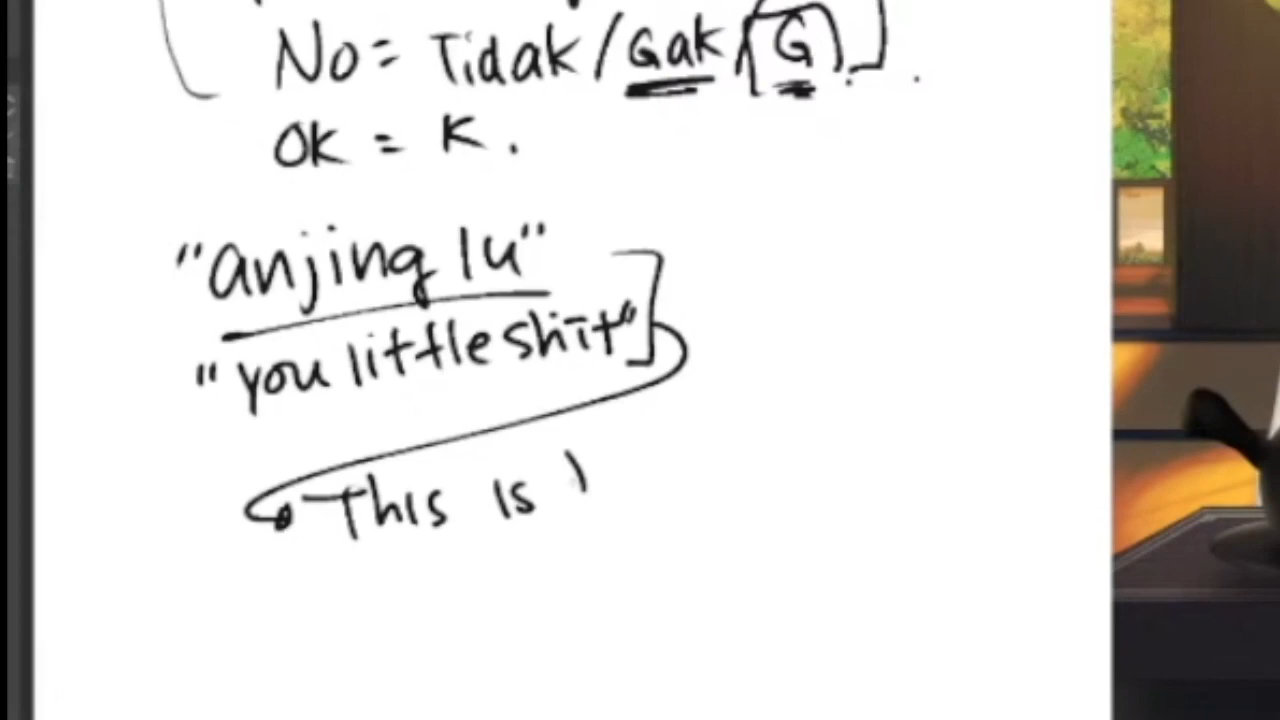 No = Tidak / Gak / G).
OK = K.
"anjing lu"
"you little shit"
This is